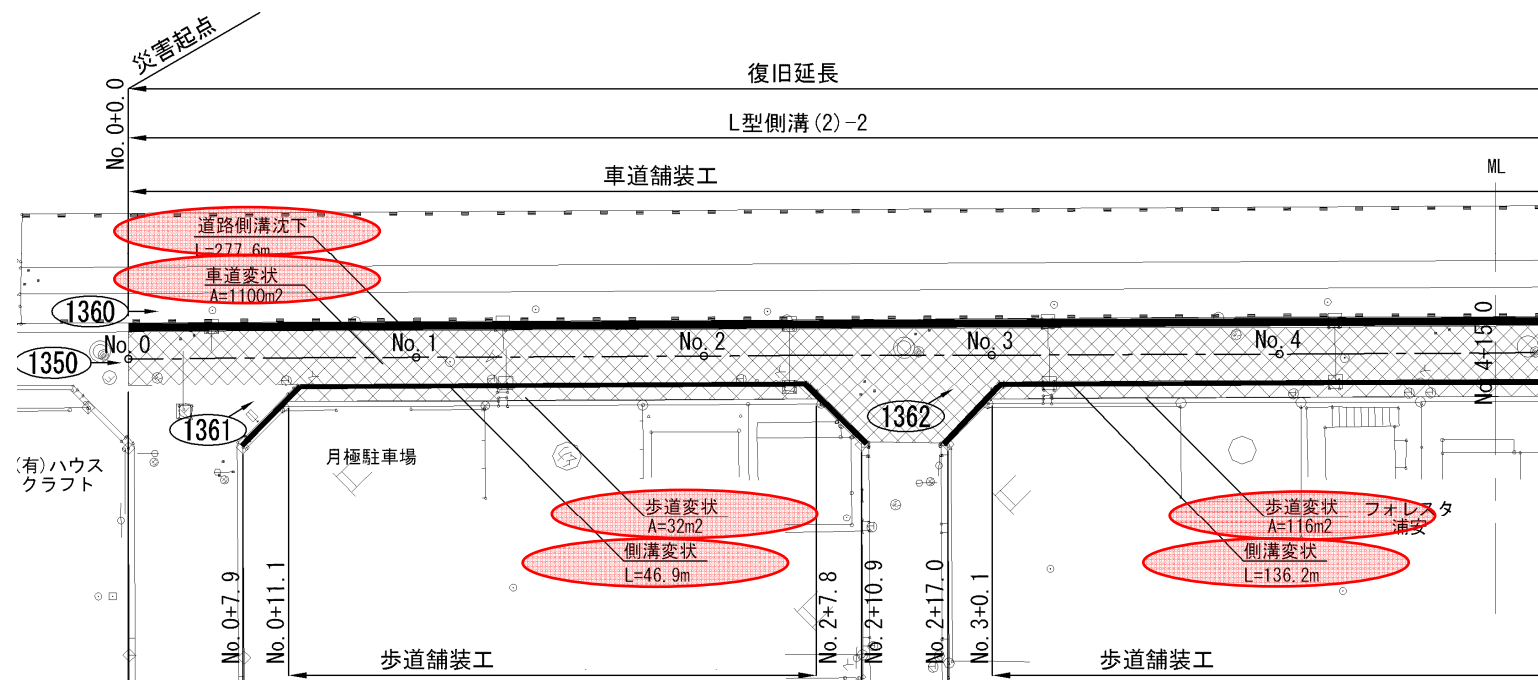 災害起点
No. 0+0.0
復旧延長
L型側溝(2)-2
車道舗装工
ML
道路側溝沈下
L=277.6m
車道変状
A=1100m2
1360
1350
No. 0
No. 1
No. 2
No. 3
No. 4
No. 4+15.0
1361
1362
(有)ハウス
クラフト
月極駐車場
歩道変状
A=32m2
側溝変状
L=46.9m
歩道変状
A=116m2
フォレスタ
浦安
側溝変状
L=136.2m
No. 0+7.9
No. 0+11.1
No. 2+7.8
No. 2+10.9
No. 2+17.0
No. 3+0.1
歩道舗装工
歩道舗装工